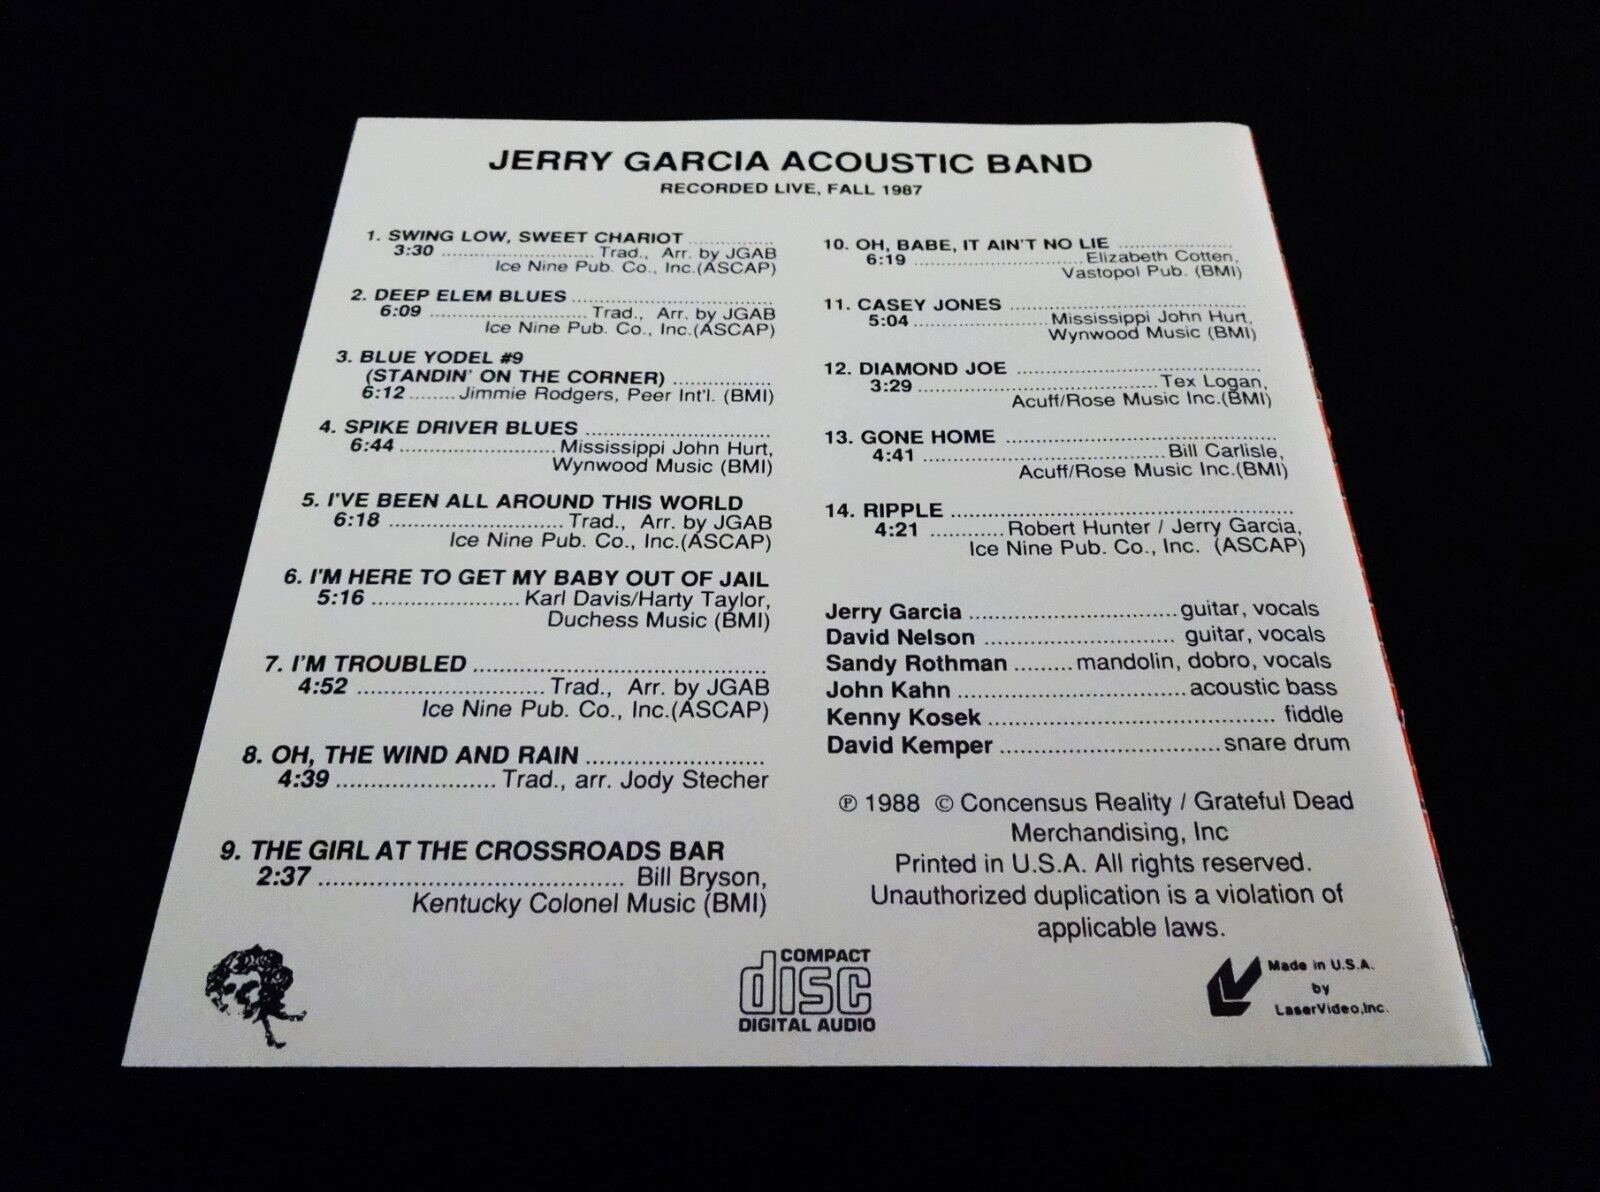 JERRY GARCIA ACOUSTIC BAND
RECORDED LIVE, FALL 1987
1. SWING LOW, SWEET CHARIOT ...............
3:30 ............................ Trad., Arr. by JGAB
Ice Nine Pub. Co., Inc.(ASCAP)
2. DEEP ELEM BLUES ..................................
6:09 ........................... Trad., Arr. by JGAB
Ice Nine Pub. Co., Inc.(ASCAP)
3. BLUE YODEL #9
(STANDIN' ON THE CORNER) ................
6:12 ........ Jimmie Rodgers, Peer Int'l. (BMI)
4. SPIKE DRIVER BLUES ..............................
6:44 ......................... Mississippi John Hurt,
Wynwood Music (BMI)
5. I'VE BEEN ALL AROUND THIS WORLD
6:18 ............................ Trad., Arr. by JGAB
Ice Nine Pub. Co., Inc.(ASCAP)
6. I'M HERE TO GET MY BABY OUT OF JAIL
5:16 ...................... Karl Davis/Harty Taylor,
Duchess Music (BMI)
7. I'M TROUBLED ..........................................
4:52 ........................... Trad., Arr. by JGAB
Ice Nine Pub. Co., Inc.(ASCAP)
8. OH, THE WIND AND RAIN .........................
4:39 ...................... Trad., arr. Jody Stecher
9. THE GIRL AT THE CROSSROADS BAR
2:37 ......................................... Bill Bryson,
Kentucky Colonel Music (BMI)
10. OH, BABE, IT AIN'T NO LIE ....................
6:19 ............................. Elizabeth Cotten,
Vastopol Pub. (BMI)
11. CASEY JONES ........................................
5:04 ....................... Mississippi John Hurt,
Wynwood Music (BMI)
12. DIAMOND JOE ........................................
3:29 ........................................ Tex Logan,
Acuff/Rose Music Inc.(BMI)
13. GONE HOME ..........................................
4:41 ........................................ Bill Carlisle,
Acuff/Rose Music Inc.(BMI)
14. RIPPLE ....................................................
4:21 ............ Robert Hunter / Jerry Garcia,
Ice Nine Pub. Co., Inc. (ASCAP)
Jerry Garcia ............................... guitar, vocals
David Nelson ............................ guitar, vocals
Sandy Rothman ......... mandolin, dobro, vocals
John Kahn ................................. acoustic bass
Kenny Kosek ......................................... fiddle
David Kemper ............................... snare drum
℗ 1988 © Concensus Reality / Grateful Dead
Merchandising, Inc
Printed in U.S.A. All rights reserved.
Unauthorized duplication is a violation of
applicable laws.
COMPACT
disc
DIGITAL AUDIO
Made in U.S.A.
by
LaserVideo,Inc.